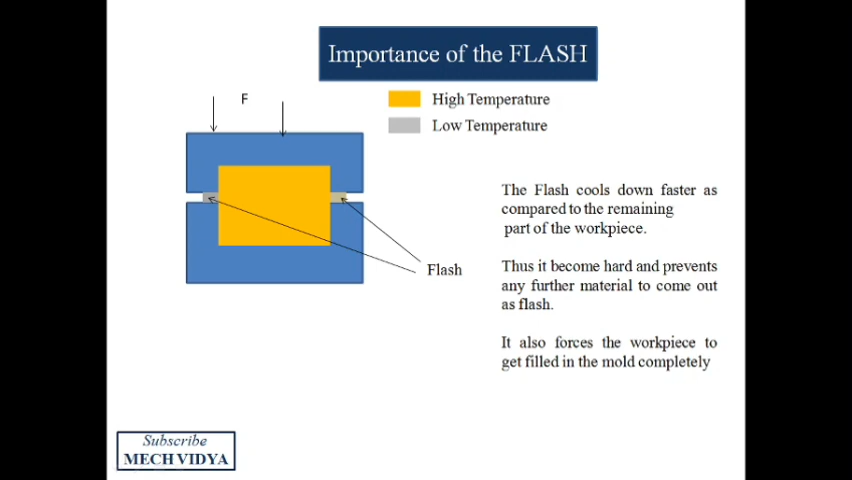 Importance of the FLASH
F
High Temperature
Low Temperature
The Flash cools down faster as
compared to the remaining
part of the workpiece.
Thus it become hard and prevents
any further material to come out
as flash.
It also forces the workpiece to
get filled in the mold completely
Flash
Subscribe
MECH VIDYA